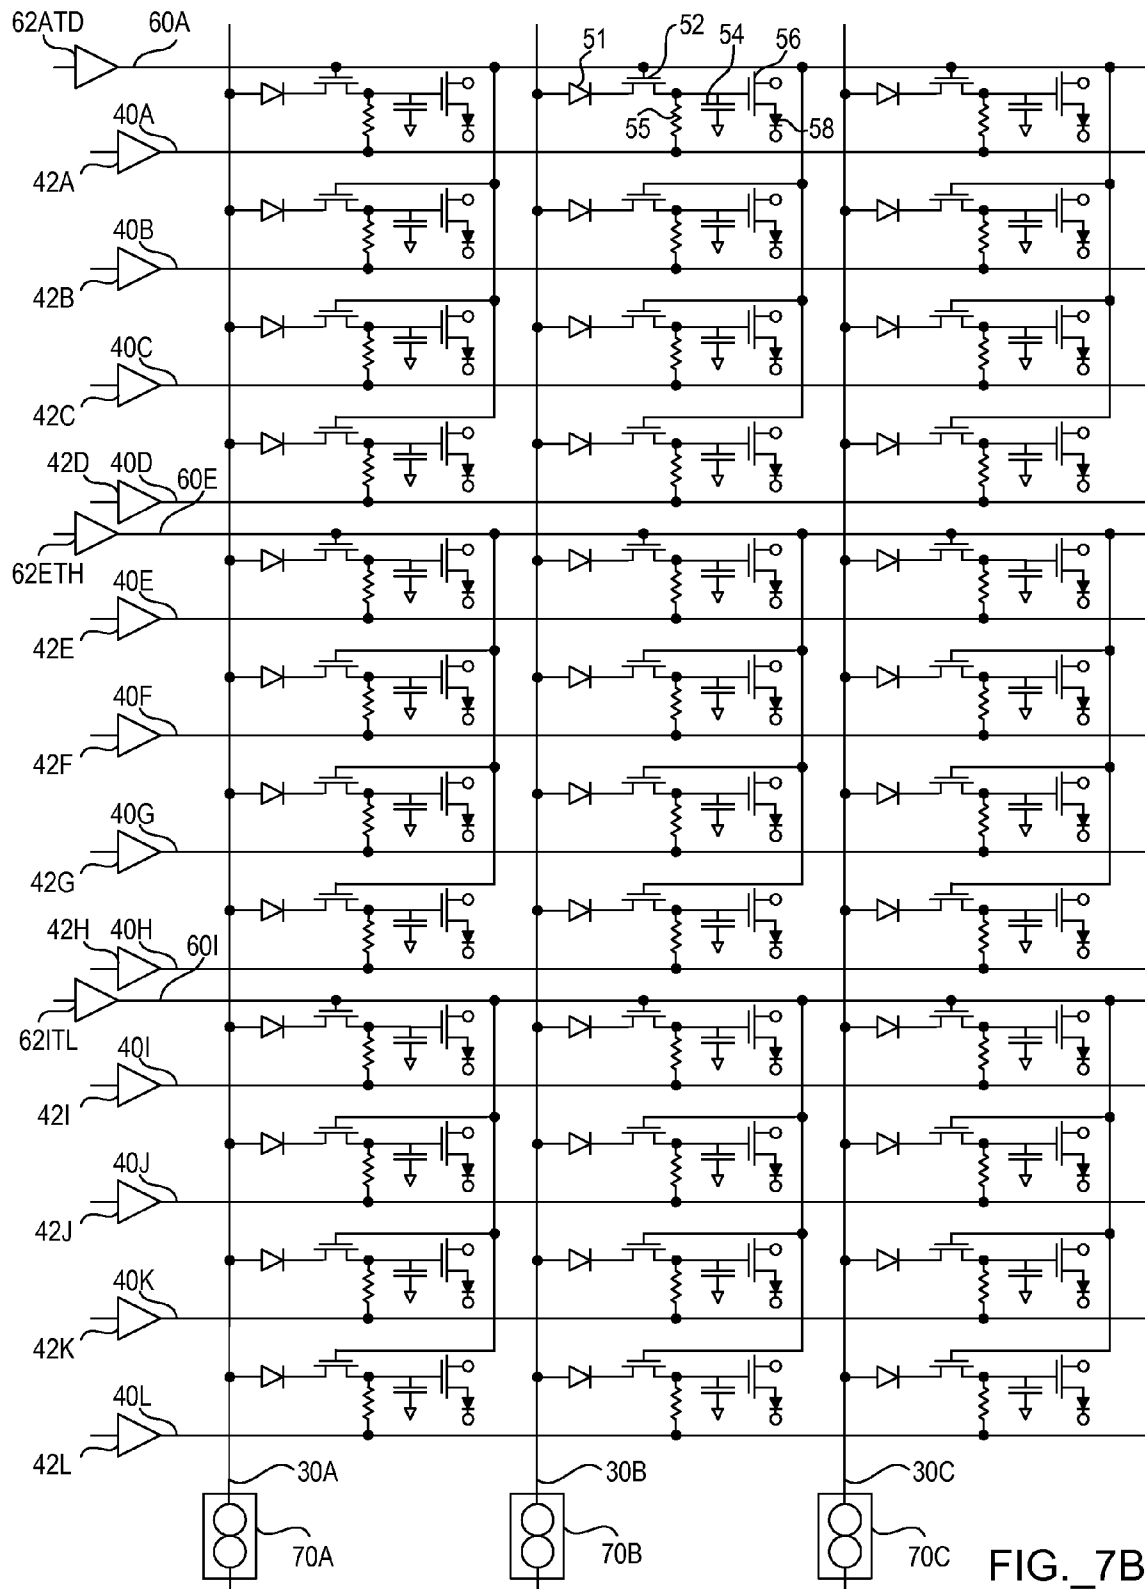 62ATD 60A
51 52 54 56
40A
55 58
42A
40B
42B
40C
42C
42D 40D 60E
62ETH 40E
42E
40F
42F
40G
42G
42H 40H 60I
62ITL 40I
42I
40J
42J
40K
42K
40L
42L
30A 30B 30C
70A 70B 70C
FIG._7B